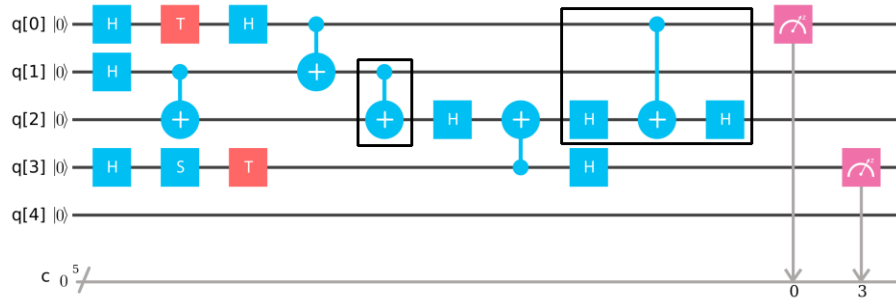 q[0] |0⟩ H T H
q[1] |0⟩ H
q[2] |0⟩ H H H
q[3] |0⟩ H S T H
q[4] |0⟩
c 0 5
0 3